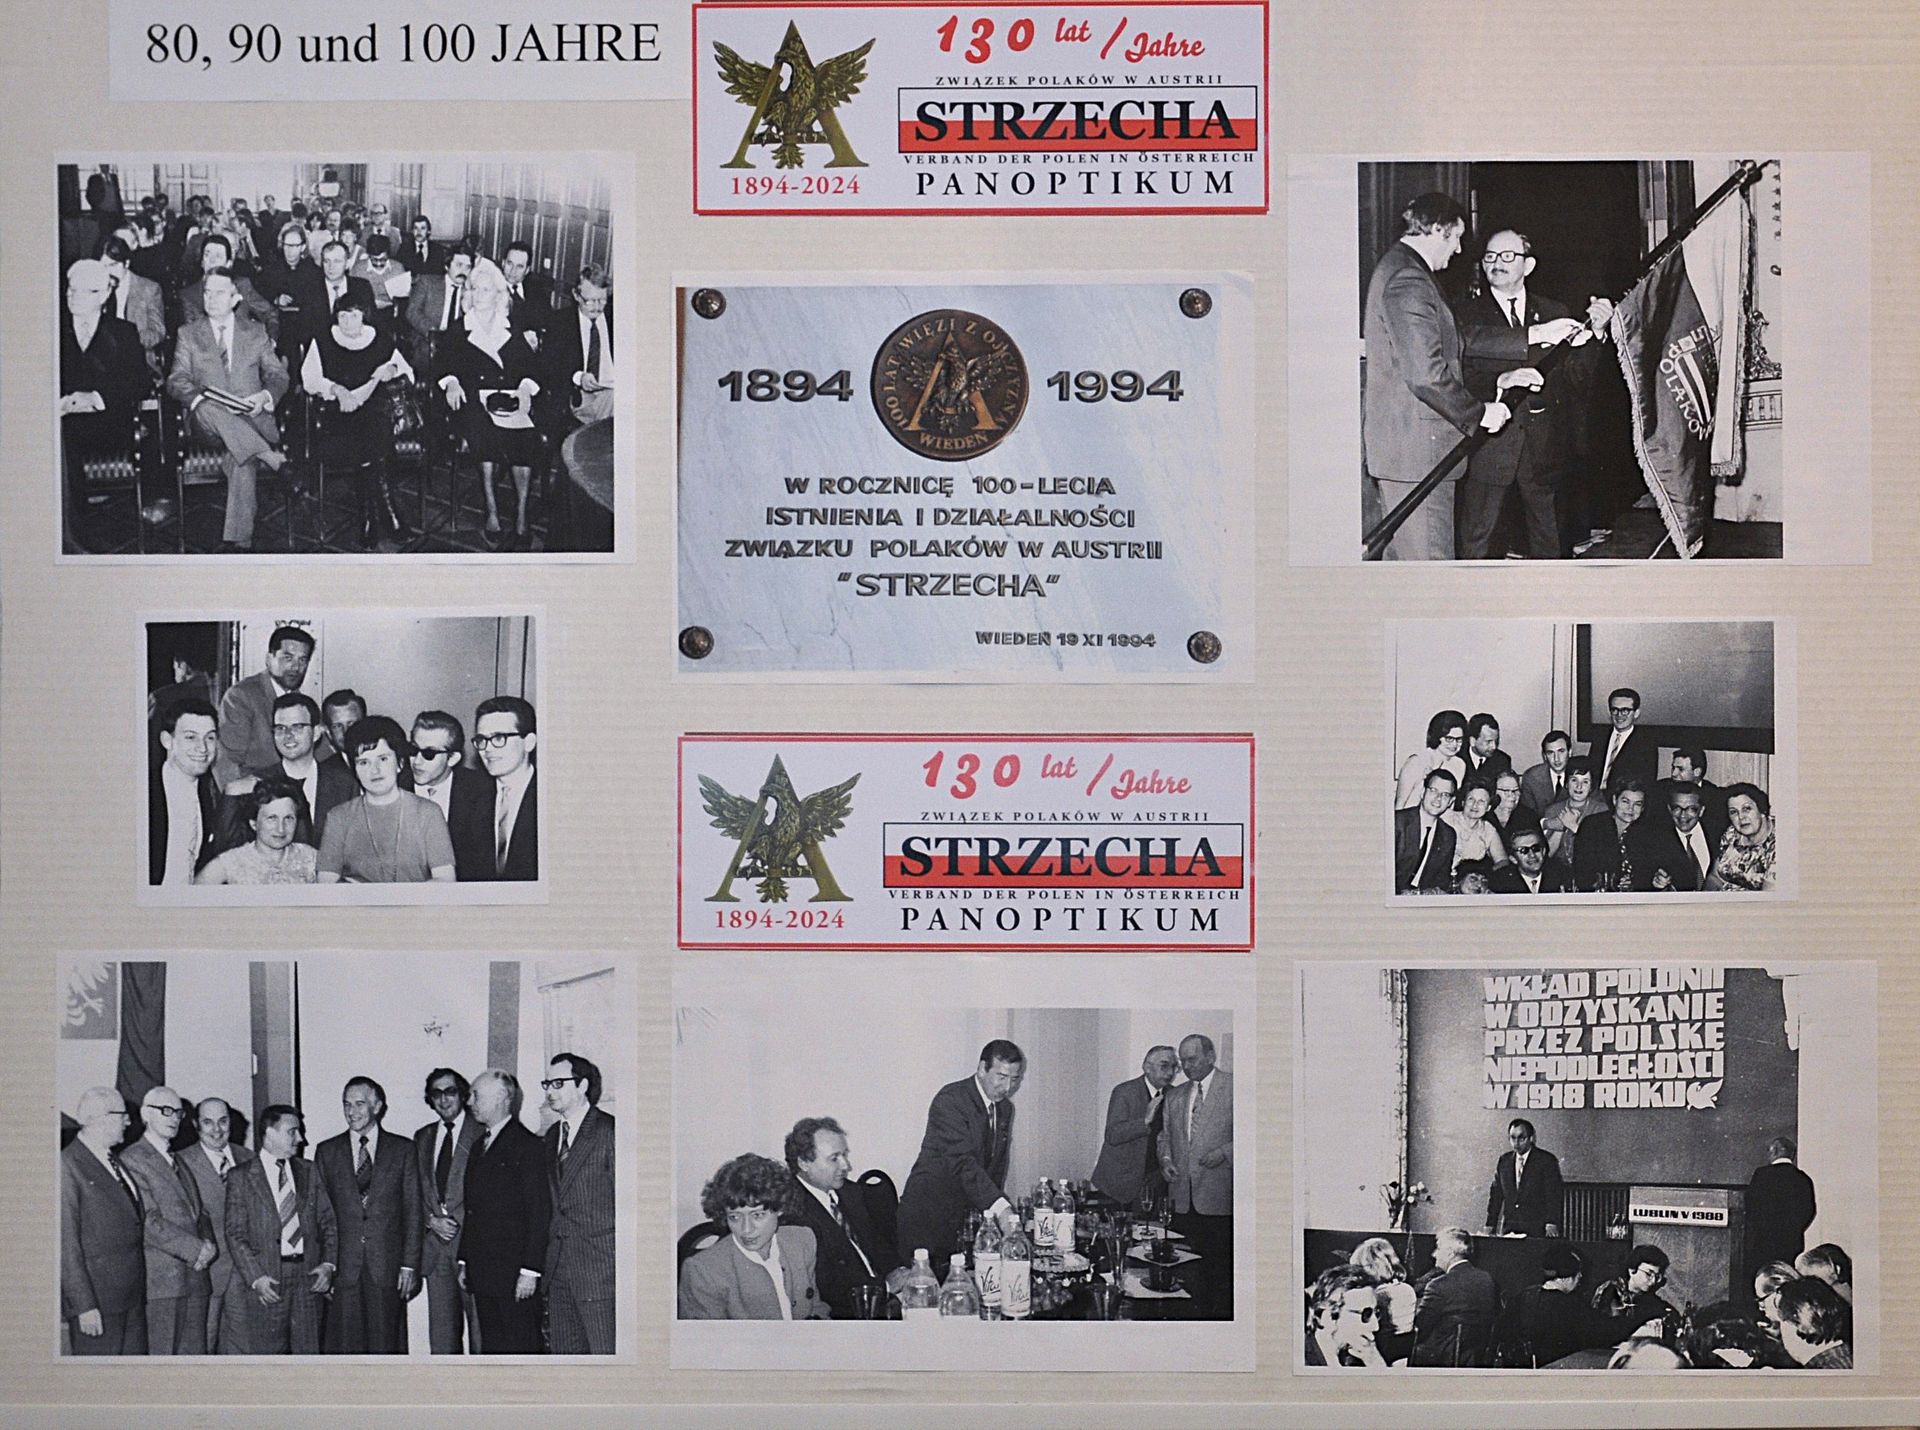 80, 90 und 100 JAHRE
130 lat / Jahre
ZWIĄZEK POLAKÓW W AUSTRII
STRZECHA
VERBAND DER POLEN IN ÖSTERREICH
PANOPTIKUM
1894-2024
1894
100 LAT WIĘZI Z OJCZYZNĄ
WIEDEŃ
1994
W ROCZNICĘ 100-LECIA
ISTNIENIA I DZIAŁALNOŚCI
ZWIĄZKU POLAKÓW W AUSTRII
"STRZECHA"
WIEDEŃ 19 XI 1994
POLAKÓW
130 lat / Jahre
ZWIĄZEK POLAKÓW W AUSTRII
STRZECHA
VERBAND DER POLEN IN ÖSTERREICH
PANOPTIKUM
1894-2024
WKŁAD POLONII
W ODZYSKANIE
PRZEZ POLSKĘ
NIEPODLEGŁOŚCI
W 1918 ROKU
LUBLIN V 1988